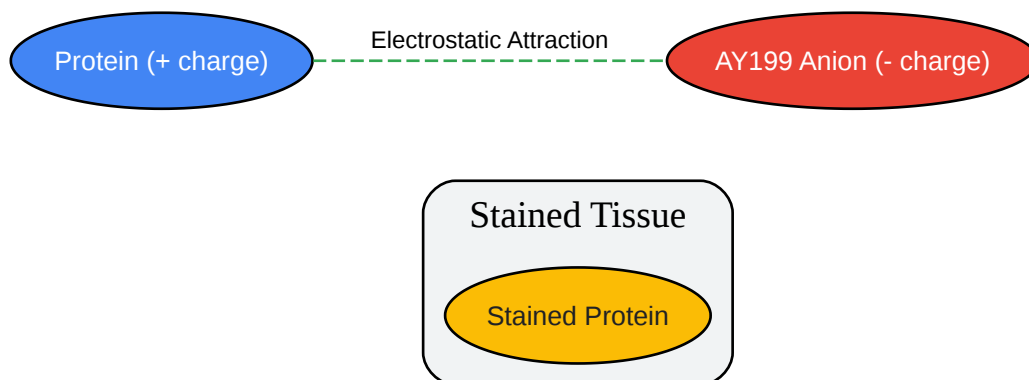 Protein (+ charge)
Electrostatic Attraction
AY199 Anion (- charge)
Stained Tissue
Stained Protein